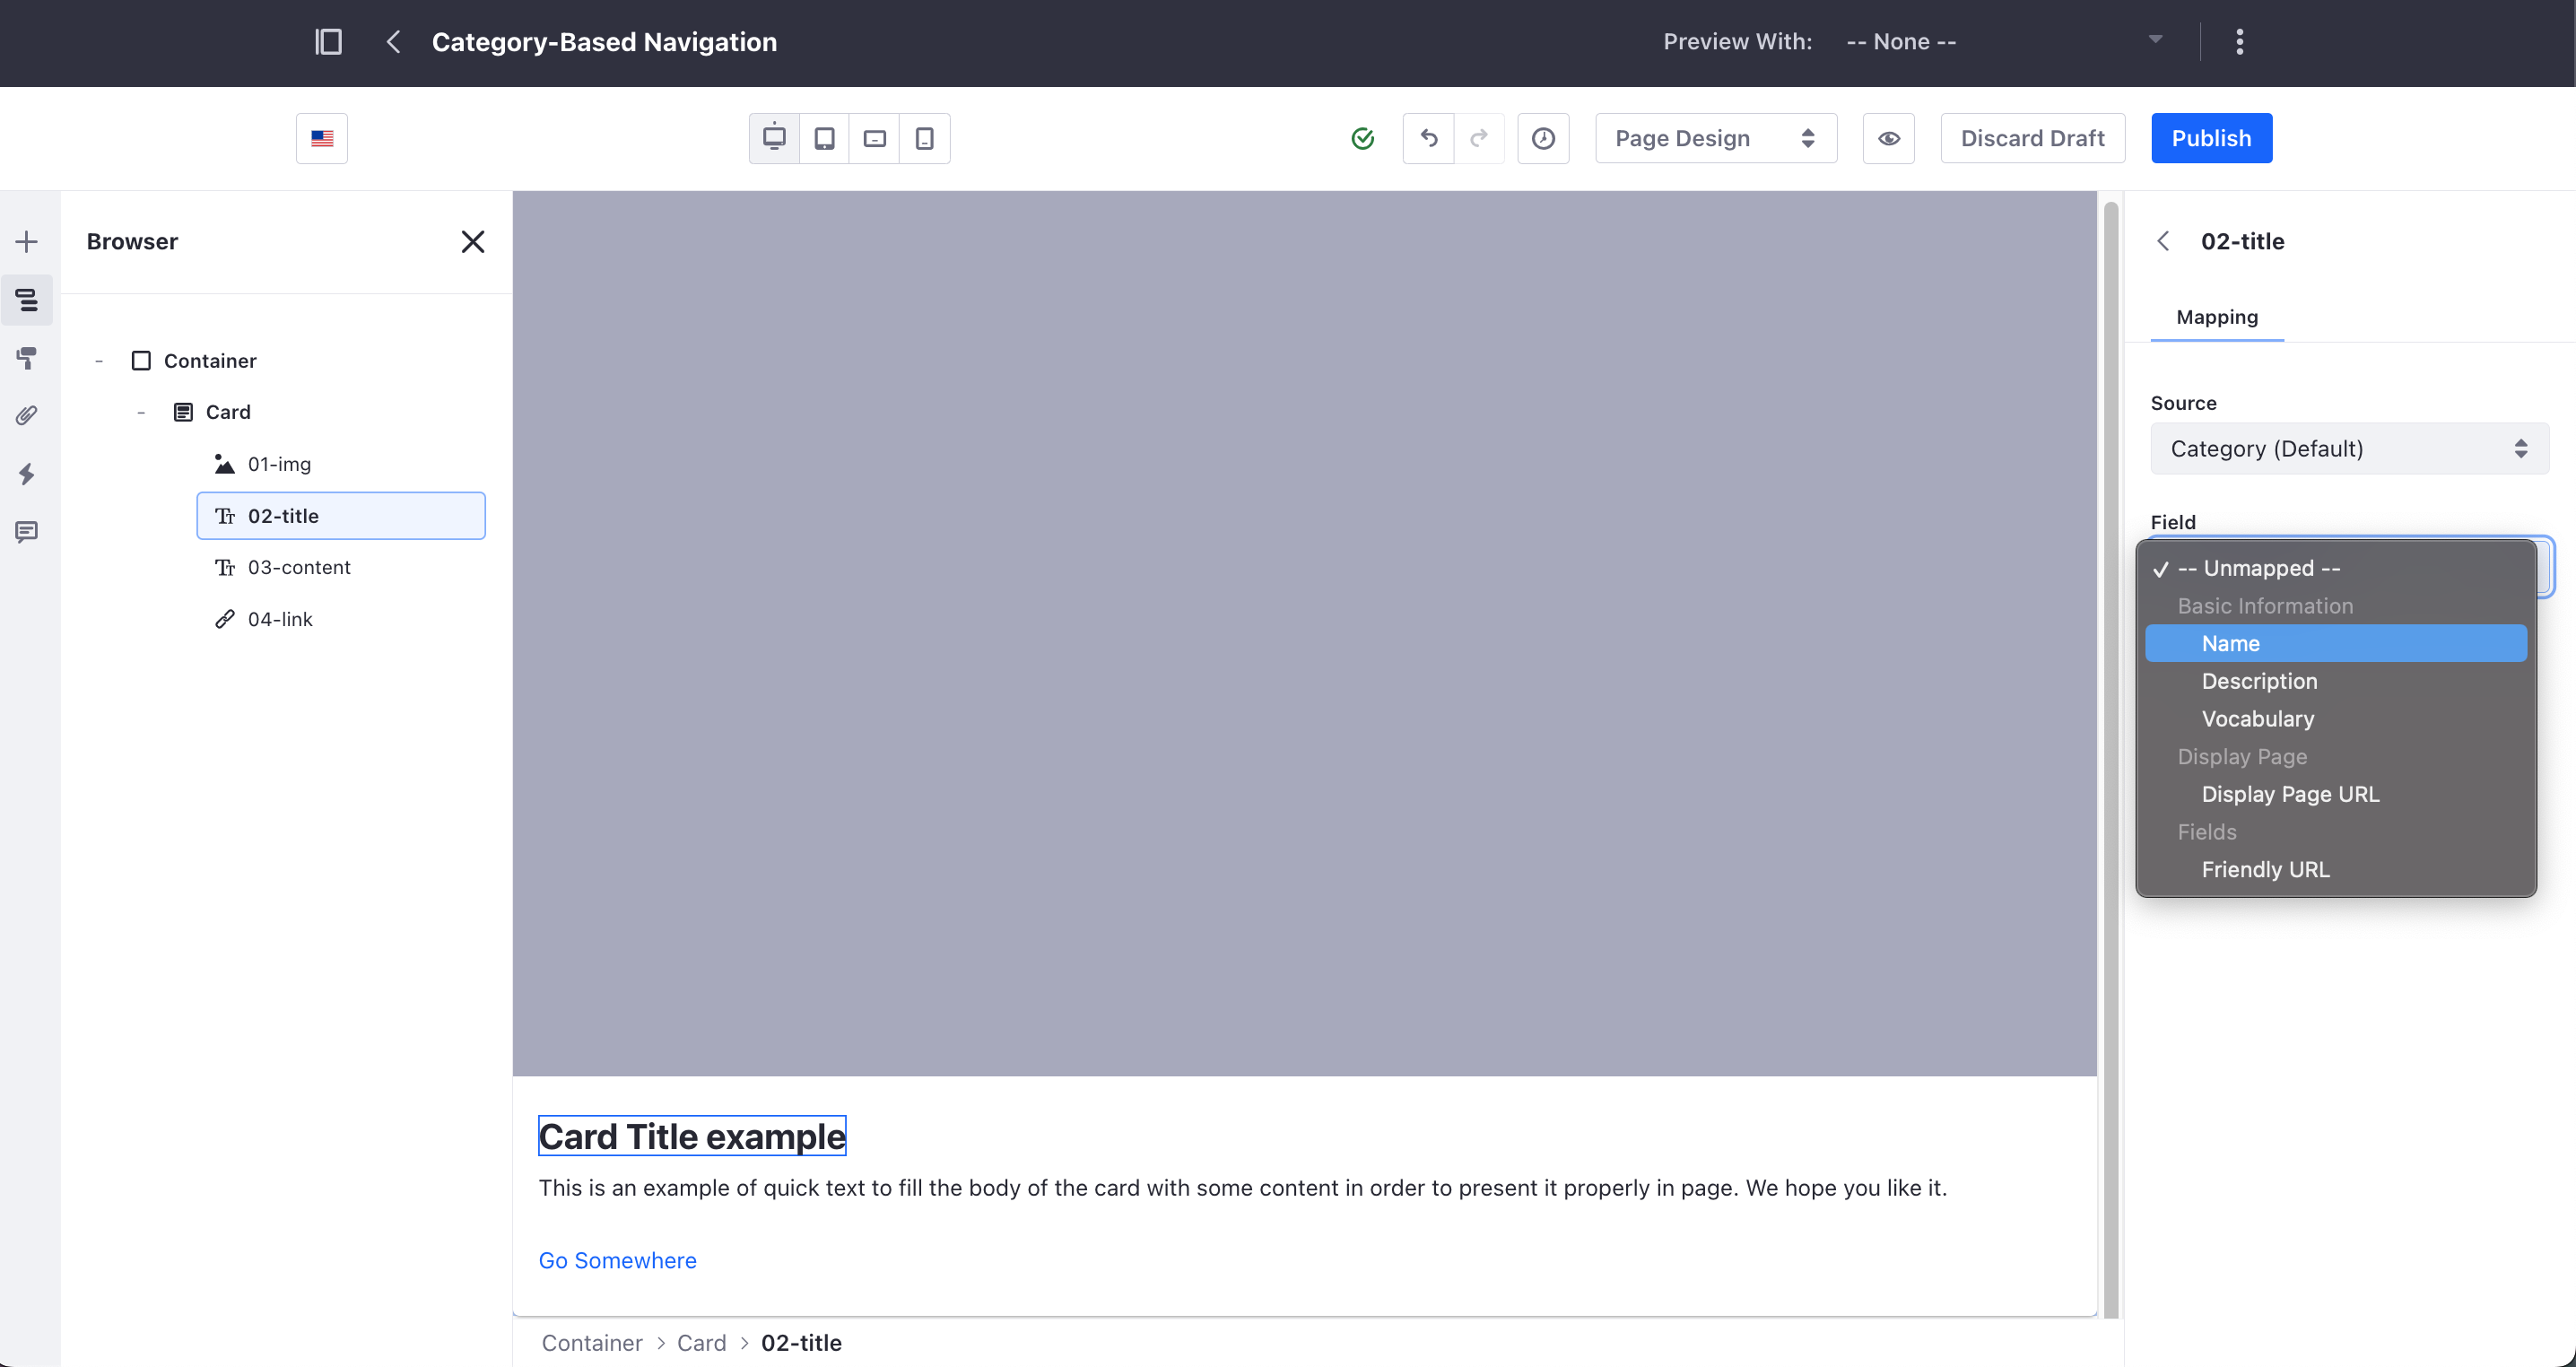 Category-Based Navigation
Preview With: -- None --
Page Design
Discard Draft
Publish
Browser
Container
Card
01-img
02-title
03-content
04-link
Card Title example
This is an example of quick text to fill the body of the card with some content in order to present it properly in page. We hope you like it.
Go Somewhere
Container > Card > 02-title
02-title
Mapping
Source
Category (Default)
Field
-- Unmapped --
Basic Information
Name
Description
Vocabulary
Display Page
Display Page URL
Fields
Friendly URL